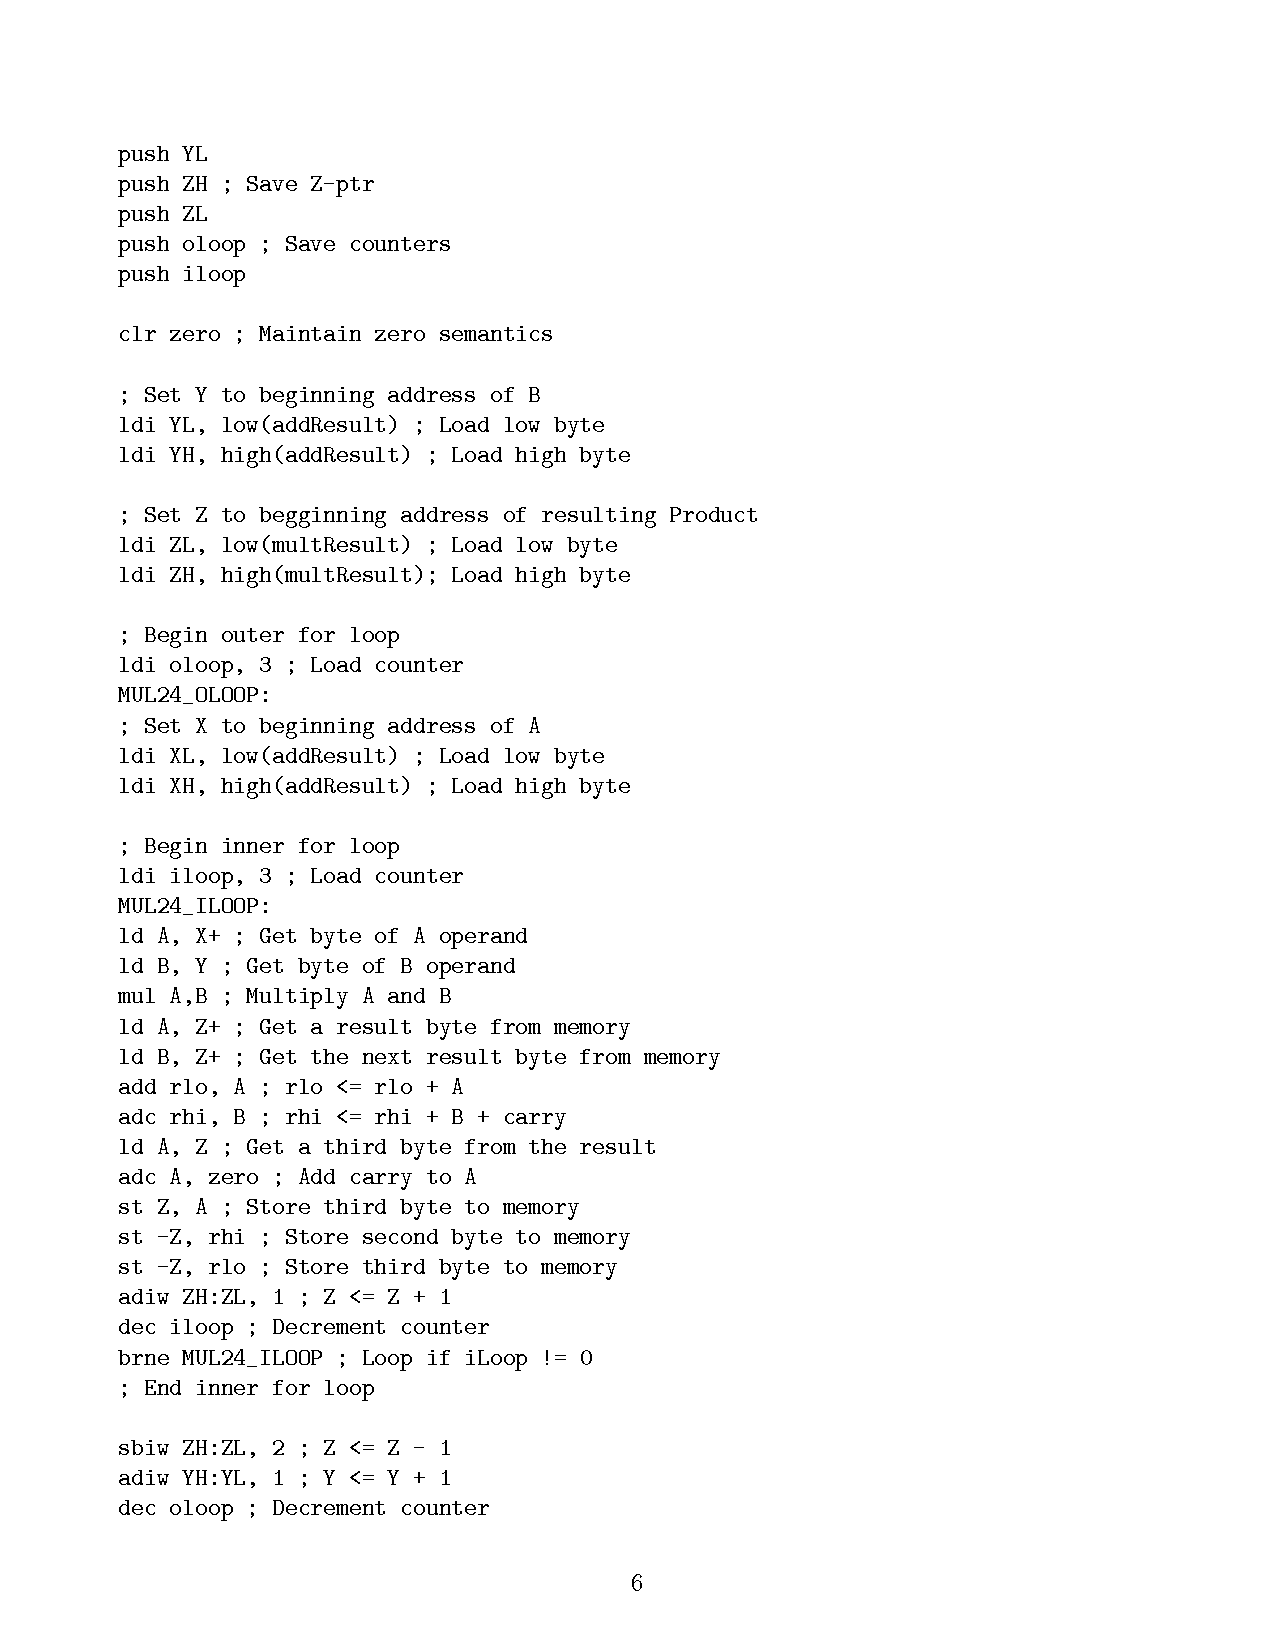 push YL
push ZH ; Save Z-ptr
push ZL
push oloop ; Save counters
push iloop
clr zero ; Maintain zero semantics
; Set Y to beginning address of B
ldi YL, low(addResult) ; Load low byte
ldi YH, high(addResult) ; Load high byte
; Set Z to begginning address of resulting Product
ldi ZL, low(multResult) ; Load low byte
ldi ZH, high(multResult); Load high byte
; Begin outer for loop
ldi oloop, 3 ; Load counter
MUL24_OLOOP:
; Set X to beginning address of A
ldi XL, low(addResult) ; Load low byte
ldi XH, high(addResult) ; Load high byte
; Begin inner for loop
ldi iloop, 3 ; Load counter
MUL24_ILOOP:
ld A, X+ ; Get byte of A operand
ld B, Y ; Get byte of B operand
mul A,B ; Multiply A and B
ld A, Z+ ; Get a result byte from memory
ld B, Z+ ; Get the next result byte from memory
add rlo, A ; rlo <= rlo + A
adc rhi, B ; rhi <= rhi + B + carry
ld A, Z ; Get a third byte from the result
adc A, zero ; Add carry to A
st Z, A ; Store third byte to memory
st -Z, rhi ; Store second byte to memory
st -Z, rlo ; Store third byte to memory
adiw ZH:ZL, 1 ; Z <= Z + 1
dec iloop ; Decrement counter
brne MUL24_ILOOP ; Loop if iLoop != 0
; End inner for loop
sbiw ZH:ZL, 2 ; Z <= Z - 1
adiw YH:YL, 1 ; Y <= Y + 1
dec oloop ; Decrement counter
6